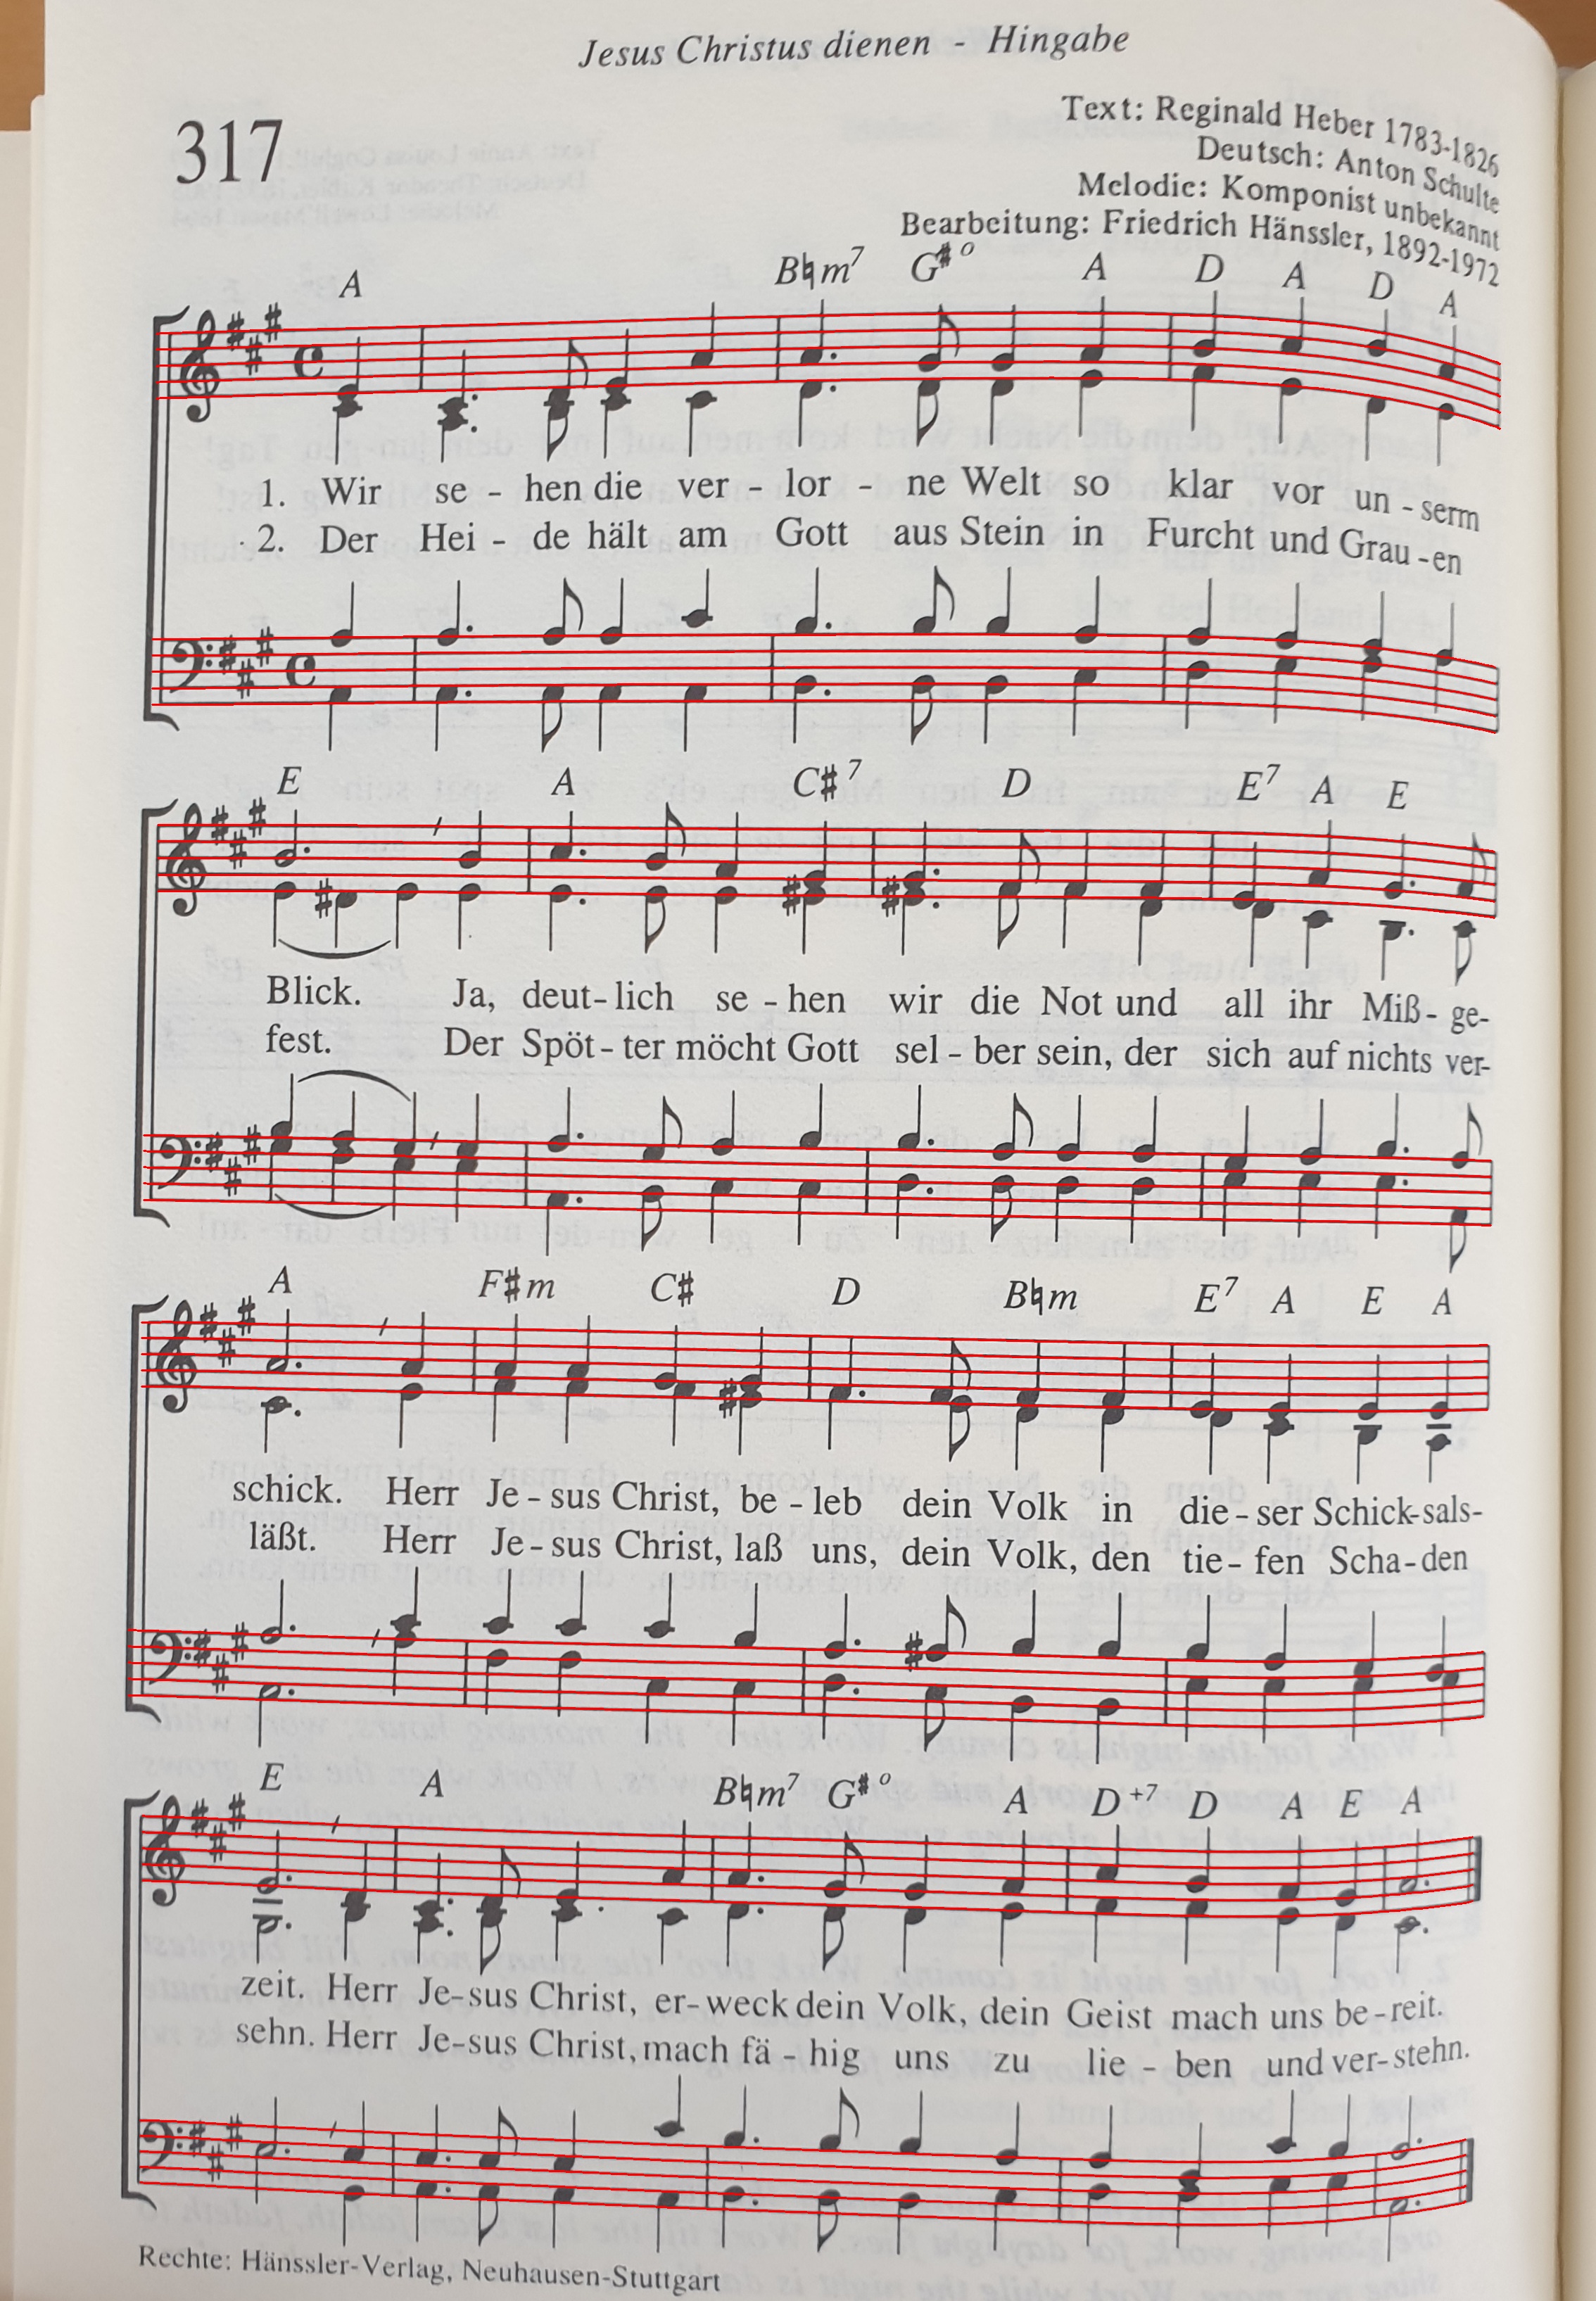 Jesus Christus dienen - Hingabe
317
Text: Reginald Heber 1783-1826
Deutsch: Anton Schulte
Melodie: Komponist unbekannt
Bearbeitung: Friedrich Hänssler, 1892-1972
A B♮m7 G♯o A D A D A
1. Wir se - hen die ver - lor - ne Welt so klar vor un - serm
2. Der Hei - de hält am Gott aus Stein in Furcht und Grau - en
E A C♯7 D E7 A E
Blick. Ja, deut - lich se - hen wir die Not und all ihr Miß - ge-
fest. Der Spöt - ter möcht Gott sel - ber sein, der sich auf nichts ver-
A F♯m C♯ D B♮m E7 A E A
schick. Herr Je - sus Christ, be - leb dein Volk in die - ser Schick-sals-
läßt. Herr Je - sus Christ, laß uns, dein Volk, den tie - fen Scha - den
E A B♮m7 G♯o A D+7 D A E A
zeit. Herr Je-sus Christ, er-weck dein Volk, dein Geist mach uns be-reit.
sehn. Herr Je-sus Christ, mach fä - hig uns zu lie - ben und ver-stehn.
Rechte: Hänssler-Verlag, Neuhausen-Stuttgart